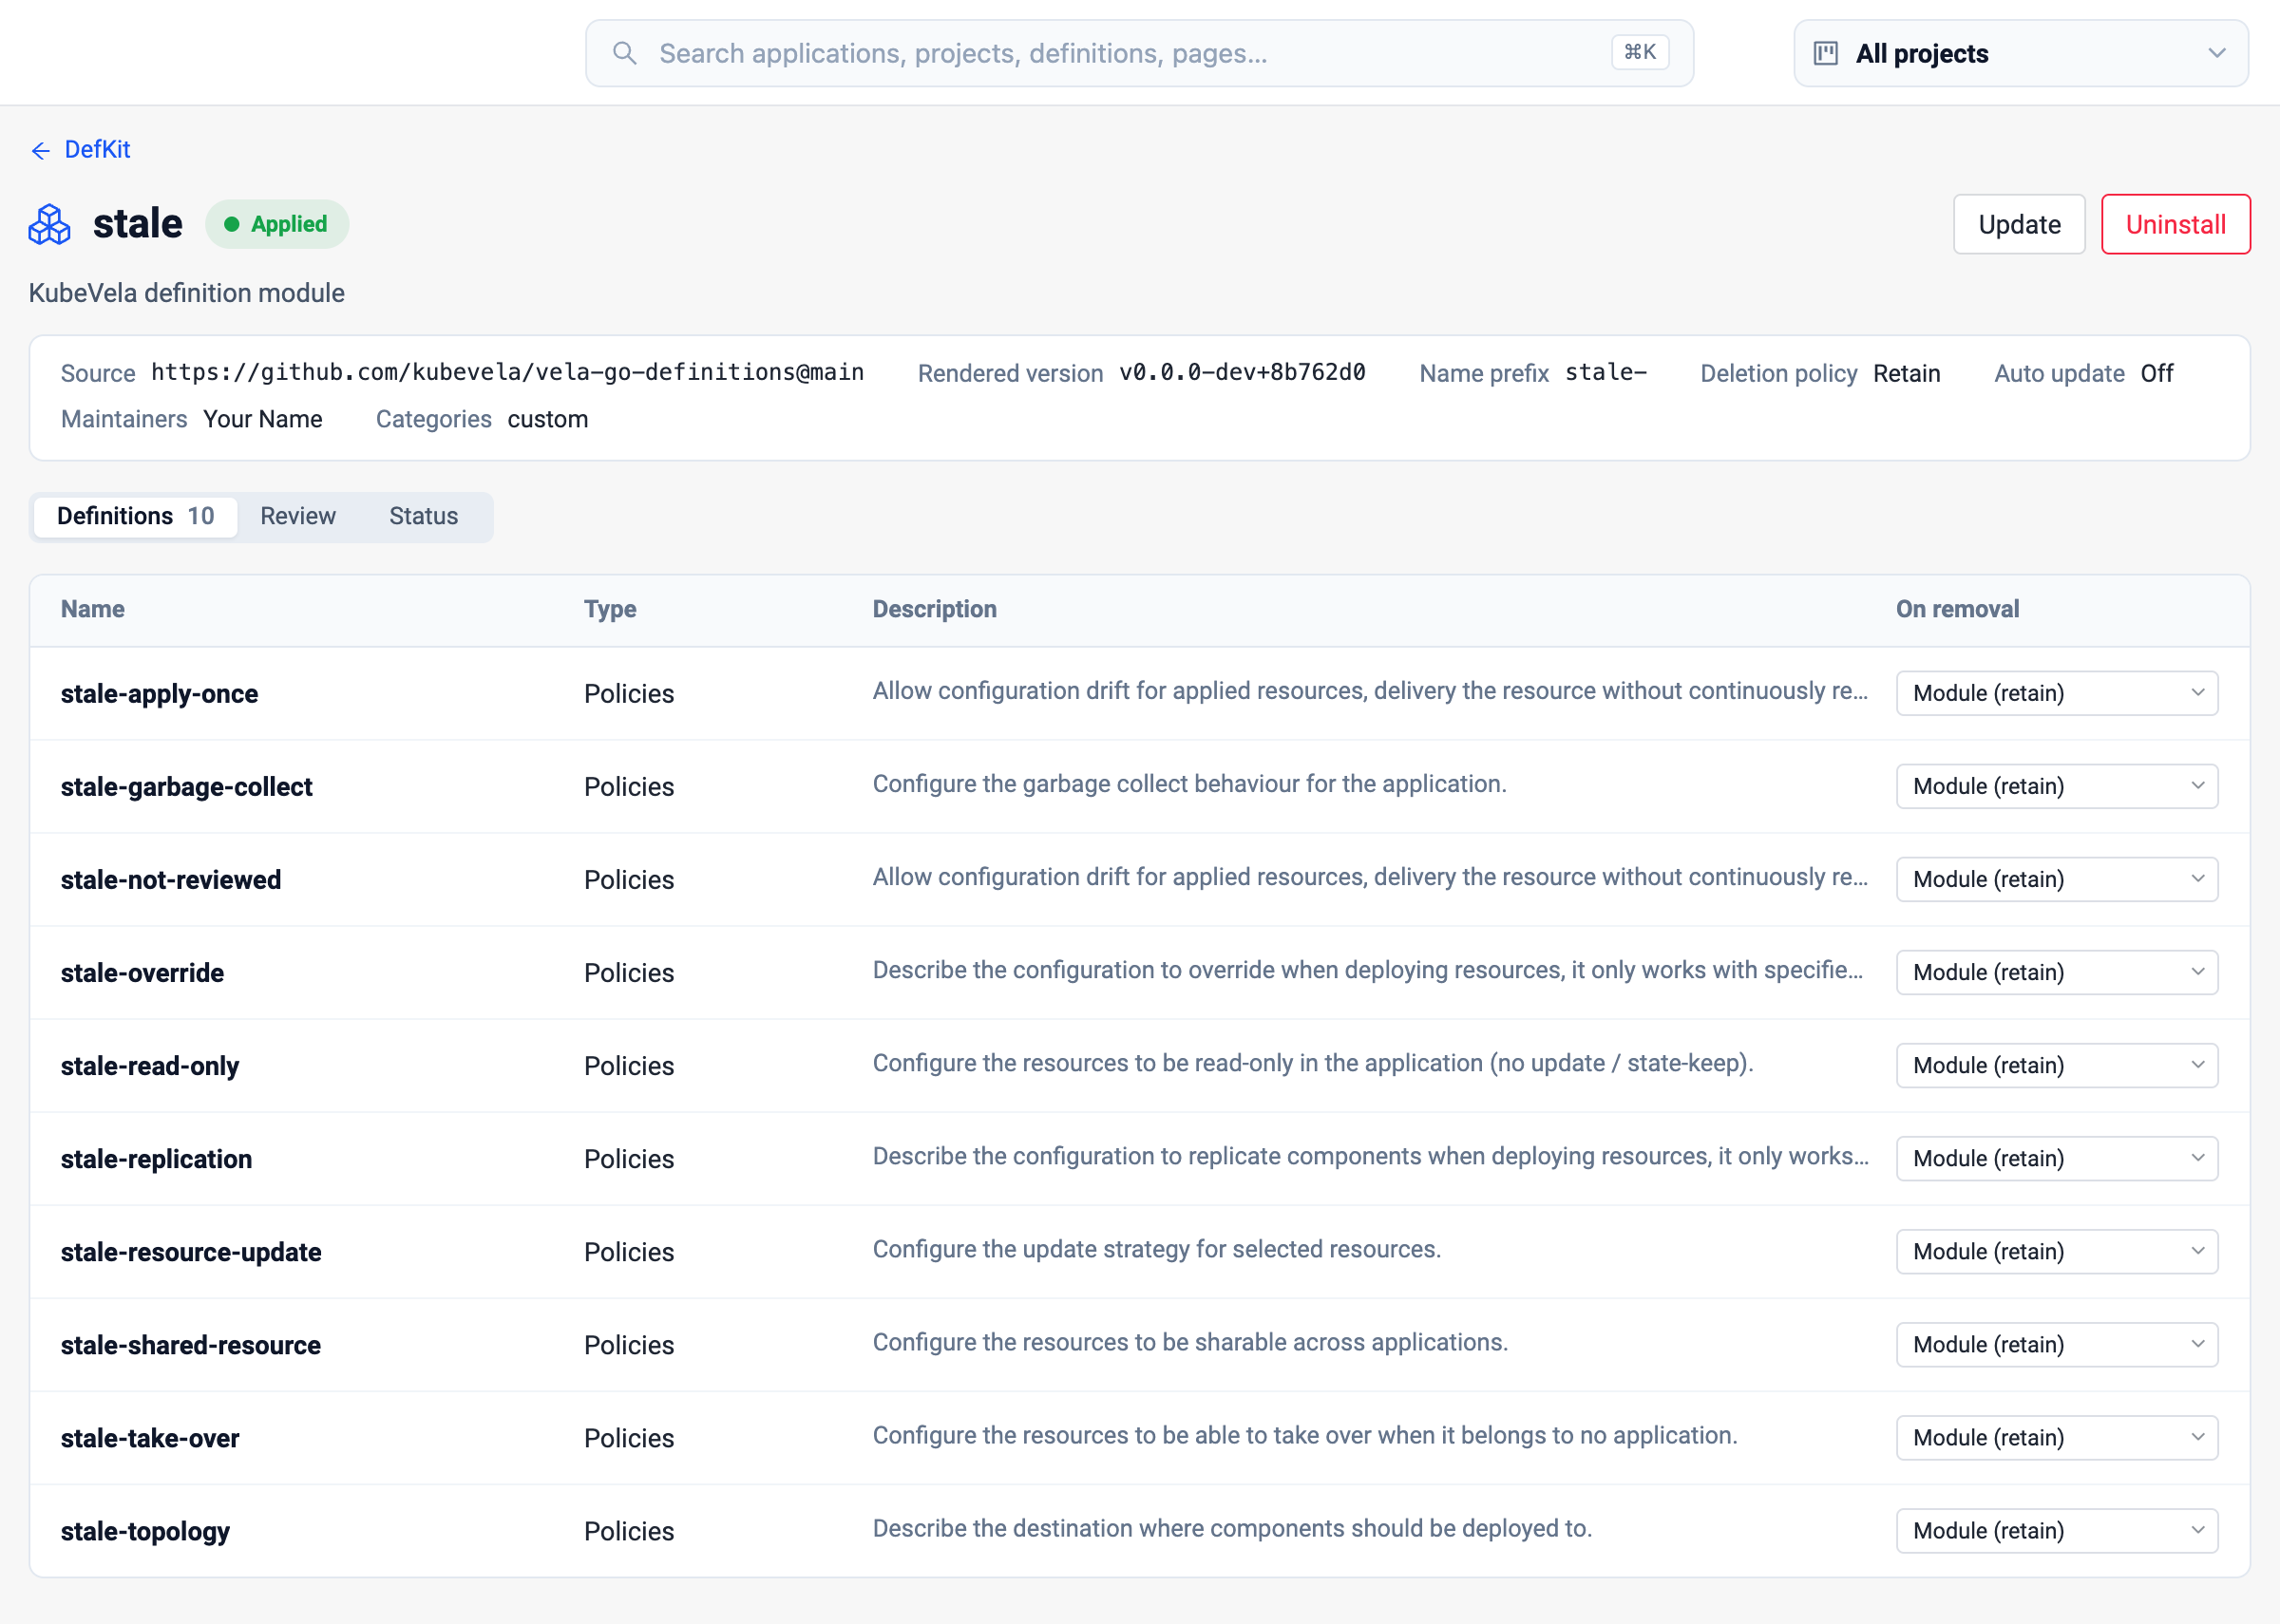 Search applications, projects, definitions, pages... ⌘K All projects
DefKit
stale Applied Update Uninstall
KubeVela definition module
Source https://github.com/kubevela/vela-go-definitions@main Rendered version v0.0.0-dev+8b762d0 Name prefix stale- Deletion policy Retain Auto update Off
Maintainers Your Name Categories custom
Definitions 10 Review Status
Name Type Description On removal
stale-apply-once Policies Allow configuration drift for applied resources, delivery the resource without continuously re... Module (retain)
stale-garbage-collect Policies Configure the garbage collect behaviour for the application. Module (retain)
stale-not-reviewed Policies Allow configuration drift for applied resources, delivery the resource without continuously re... Module (retain)
stale-override Policies Describe the configuration to override when deploying resources, it only works with specifie... Module (retain)
stale-read-only Policies Configure the resources to be read-only in the application (no update / state-keep). Module (retain)
stale-replication Policies Describe the configuration to replicate components when deploying resources, it only works... Module (retain)
stale-resource-update Policies Configure the update strategy for selected resources. Module (retain)
stale-shared-resource Policies Configure the resources to be sharable across applications. Module (retain)
stale-take-over Policies Configure the resources to be able to take over when it belongs to no application. Module (retain)
stale-topology Policies Describe the destination where components should be deployed to. Module (retain)